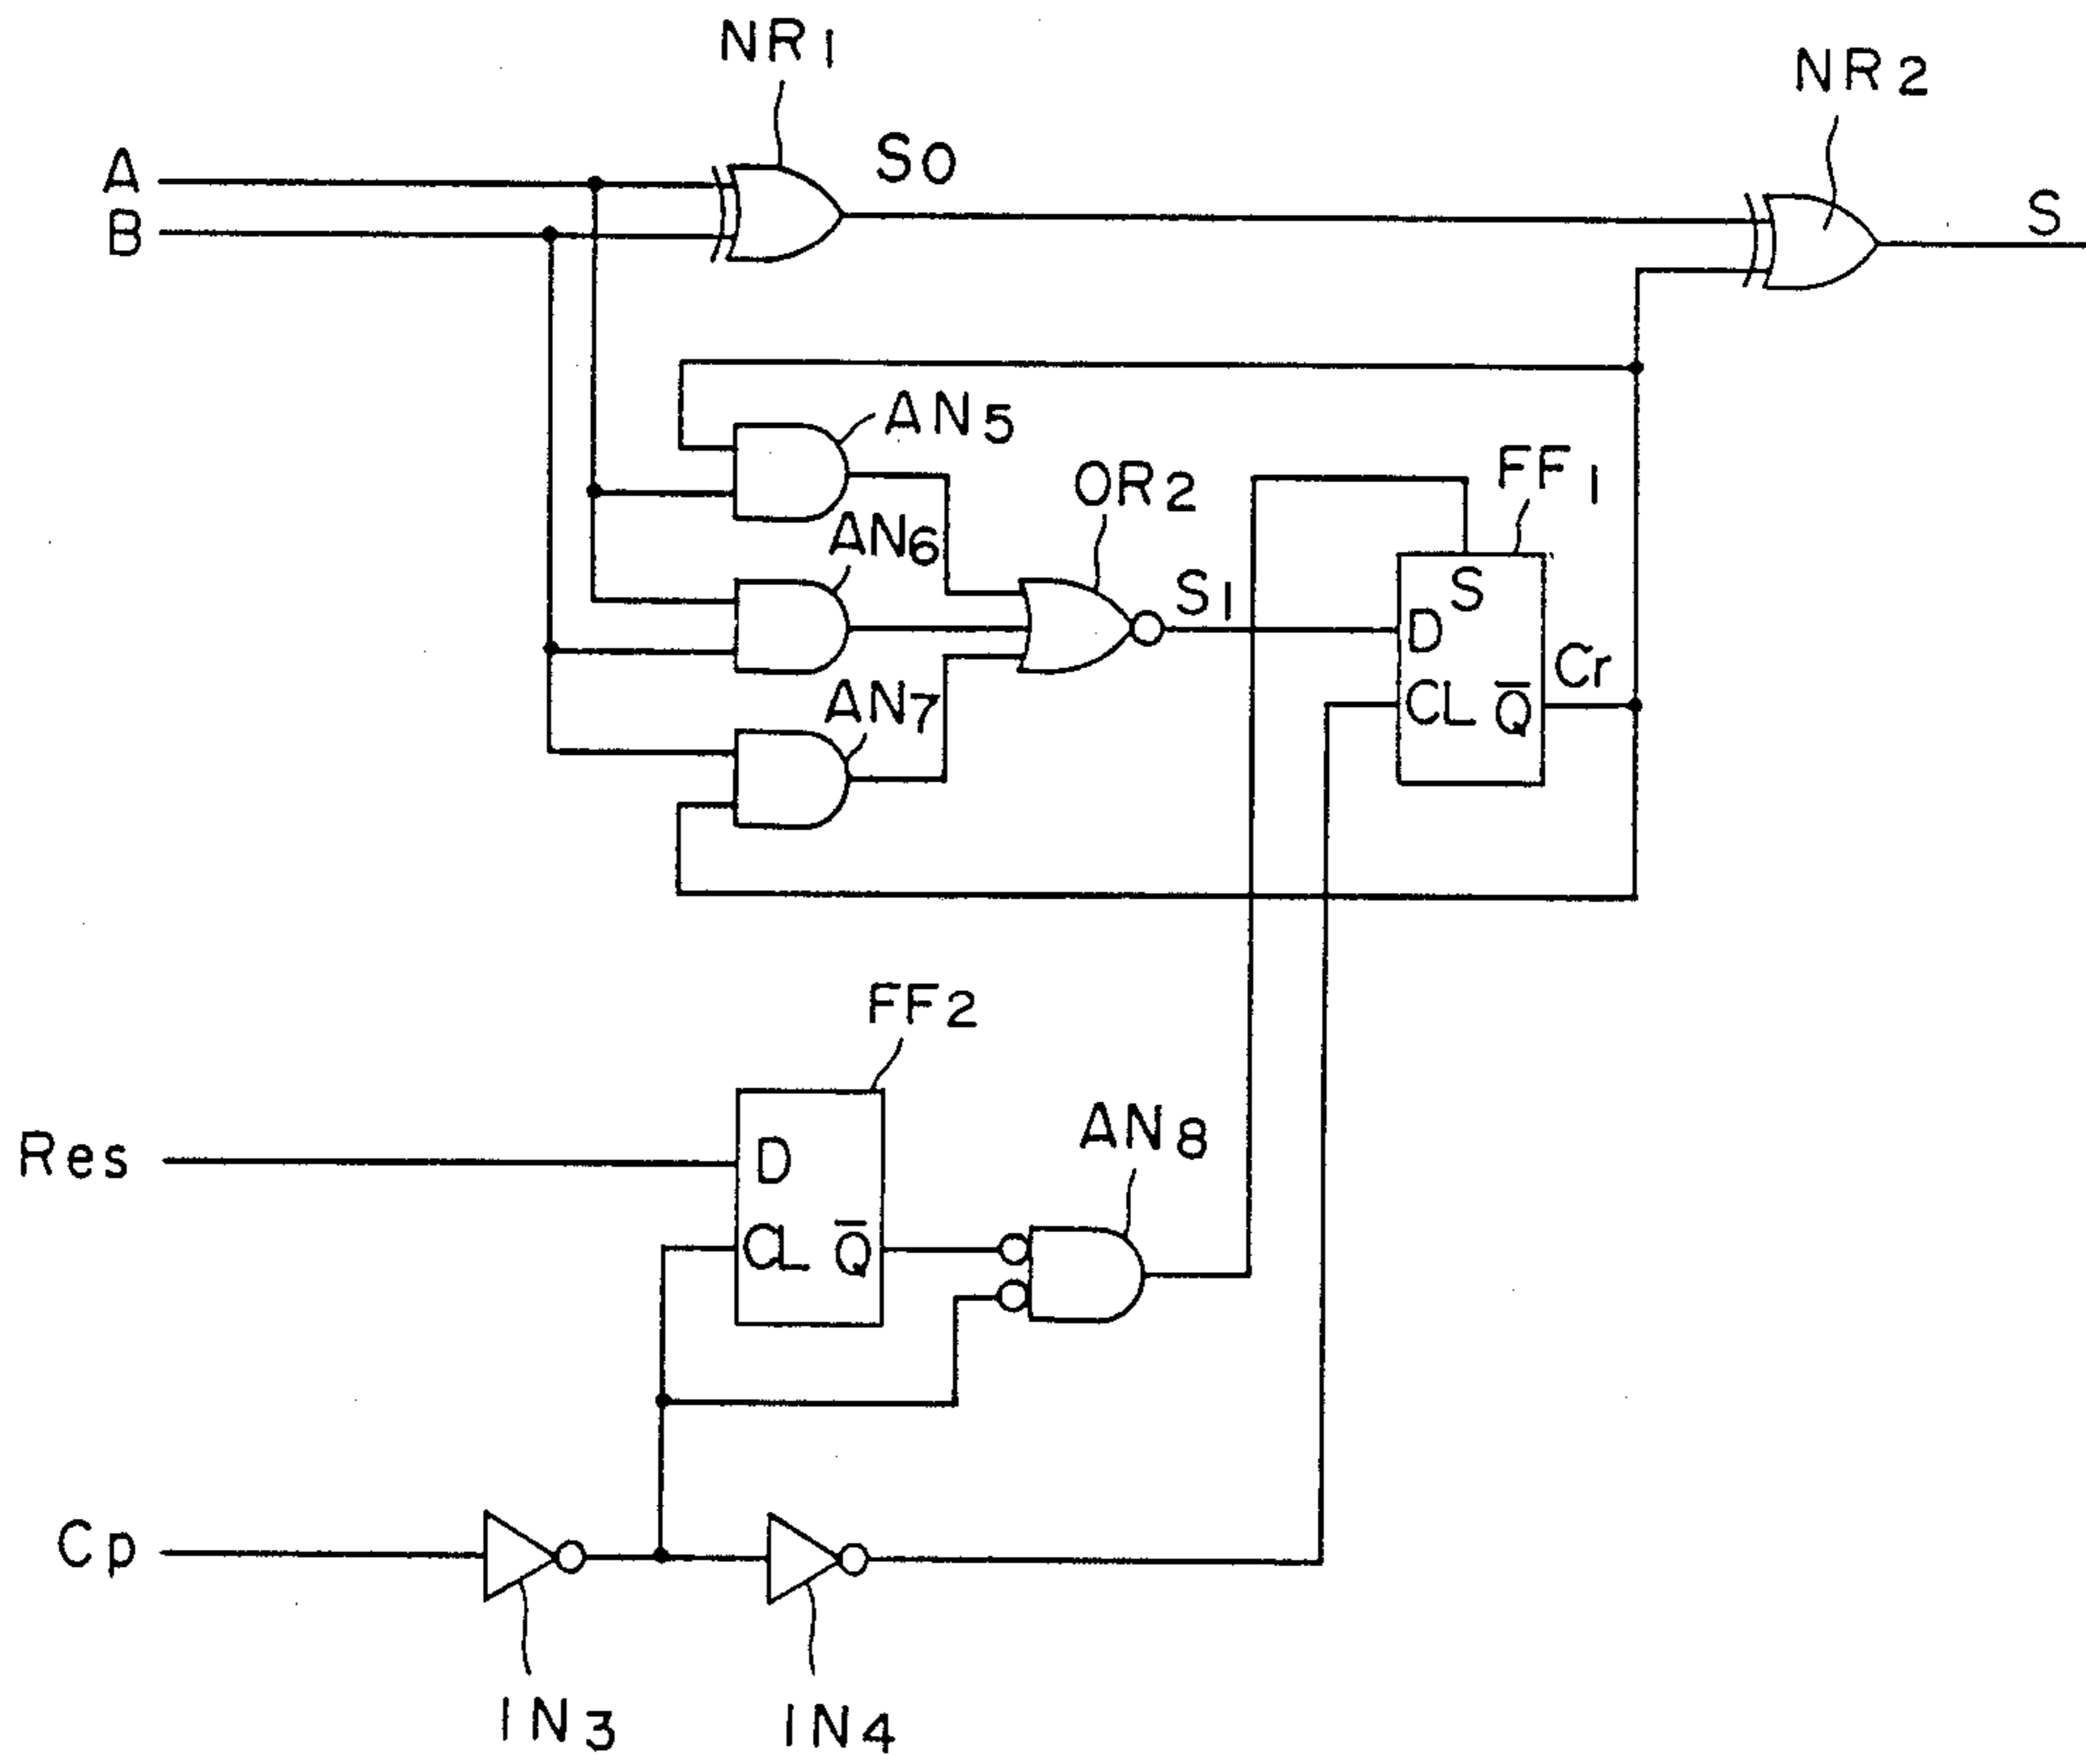 NR1
NR2
A
B
S0
S
AN5
AN6
AN7
OR2
S1
FF1
S
D
CL Q̅
Cr
FF2
Res
D
CL Q̅
AN8
Cp
IN3
IN4